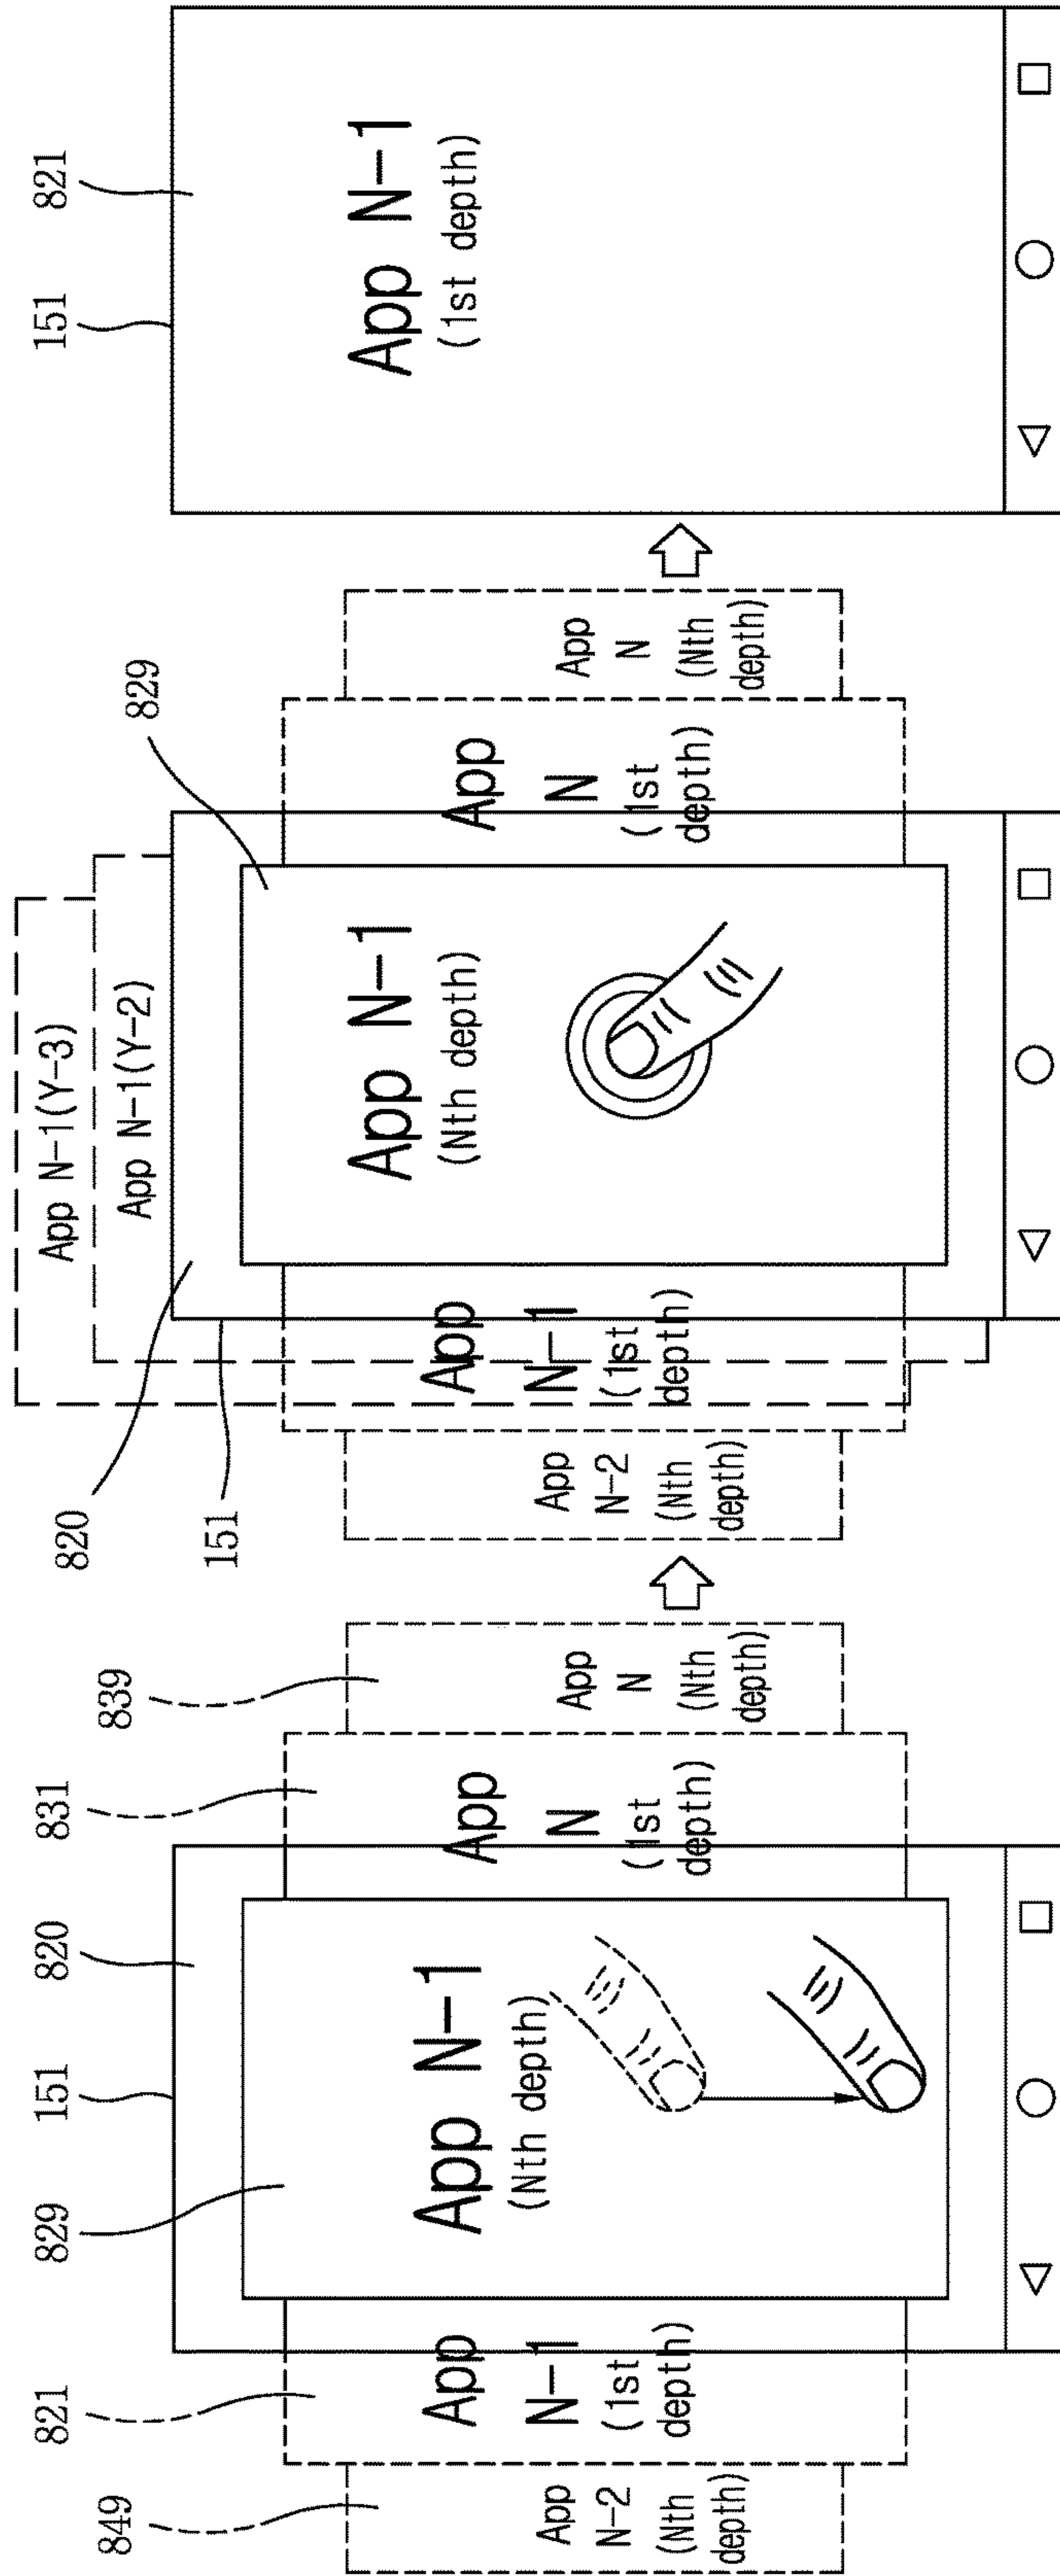 849
821
829
151
820
831
839
App
N-2
(Nth
depth)
App
N-1
(1st
depth)
App N-1
(Nth depth)
App
N
(1st
depth)
App
N
(Nth
depth)
820
151
829
App N-1(Y-3)
App N-1(Y-2)
App
N-2
(Nth
depth)
App
N-1
(1st
depth)
App N-1
(Nth depth)
App
N
(1st
depth)
App
N
(Nth
depth)
151
821
App N-1
(1st depth)